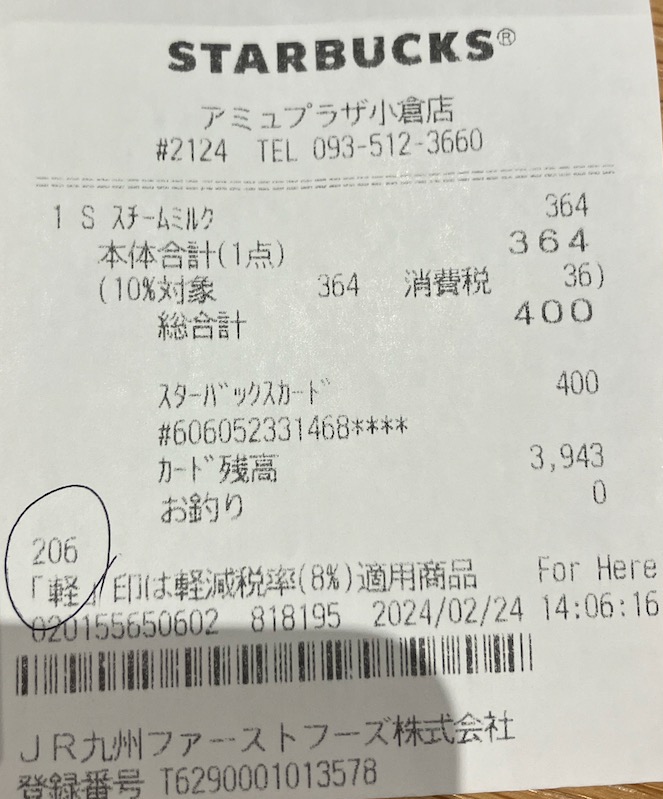 STARBUCKS®
アミュプラザ小倉店
#2124 TEL 093-512-3660
1 S スチームミルク 364
本体合計(1点) 364
(10%対象 364 消費税 36)
総合計 400
スターバックスカード 400
#606052331468****
カード残高 3,943
お釣り 0
206
「軽」印は軽減税率(8%)適用商品 For Here
020155650602 818195 2024/02/24 14:06:16
JR九州ファーストフーズ株式会社
登録番号 T6290001013578